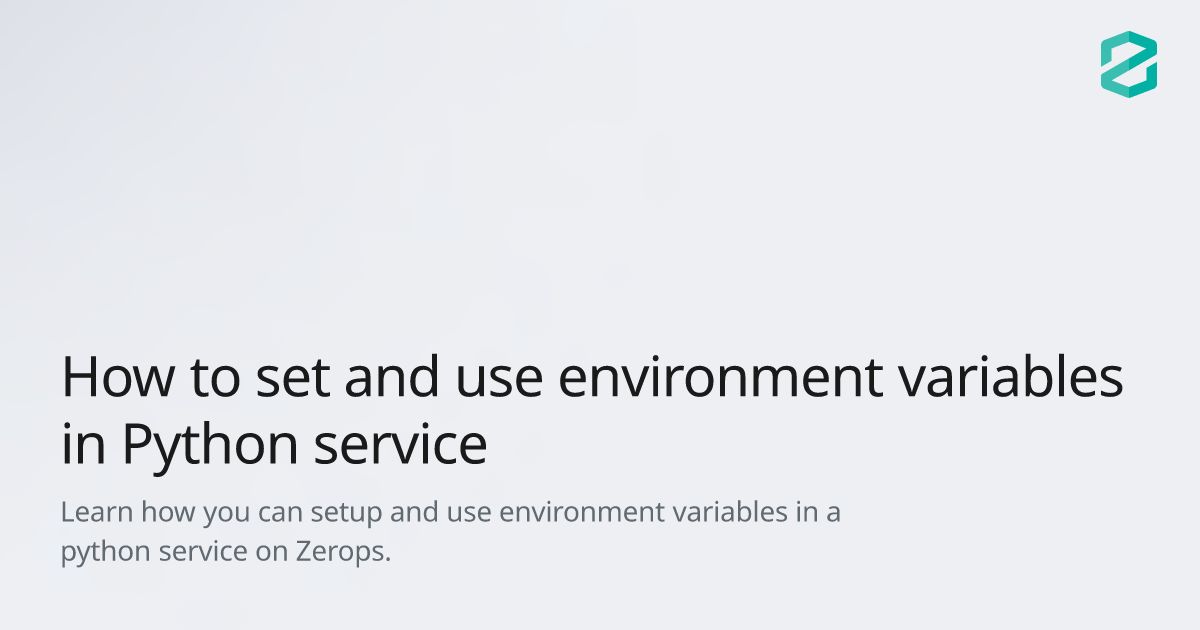 How to set and use environment variables
in Python service
Learn how you can setup and use environment variables in a
python service on Zerops.